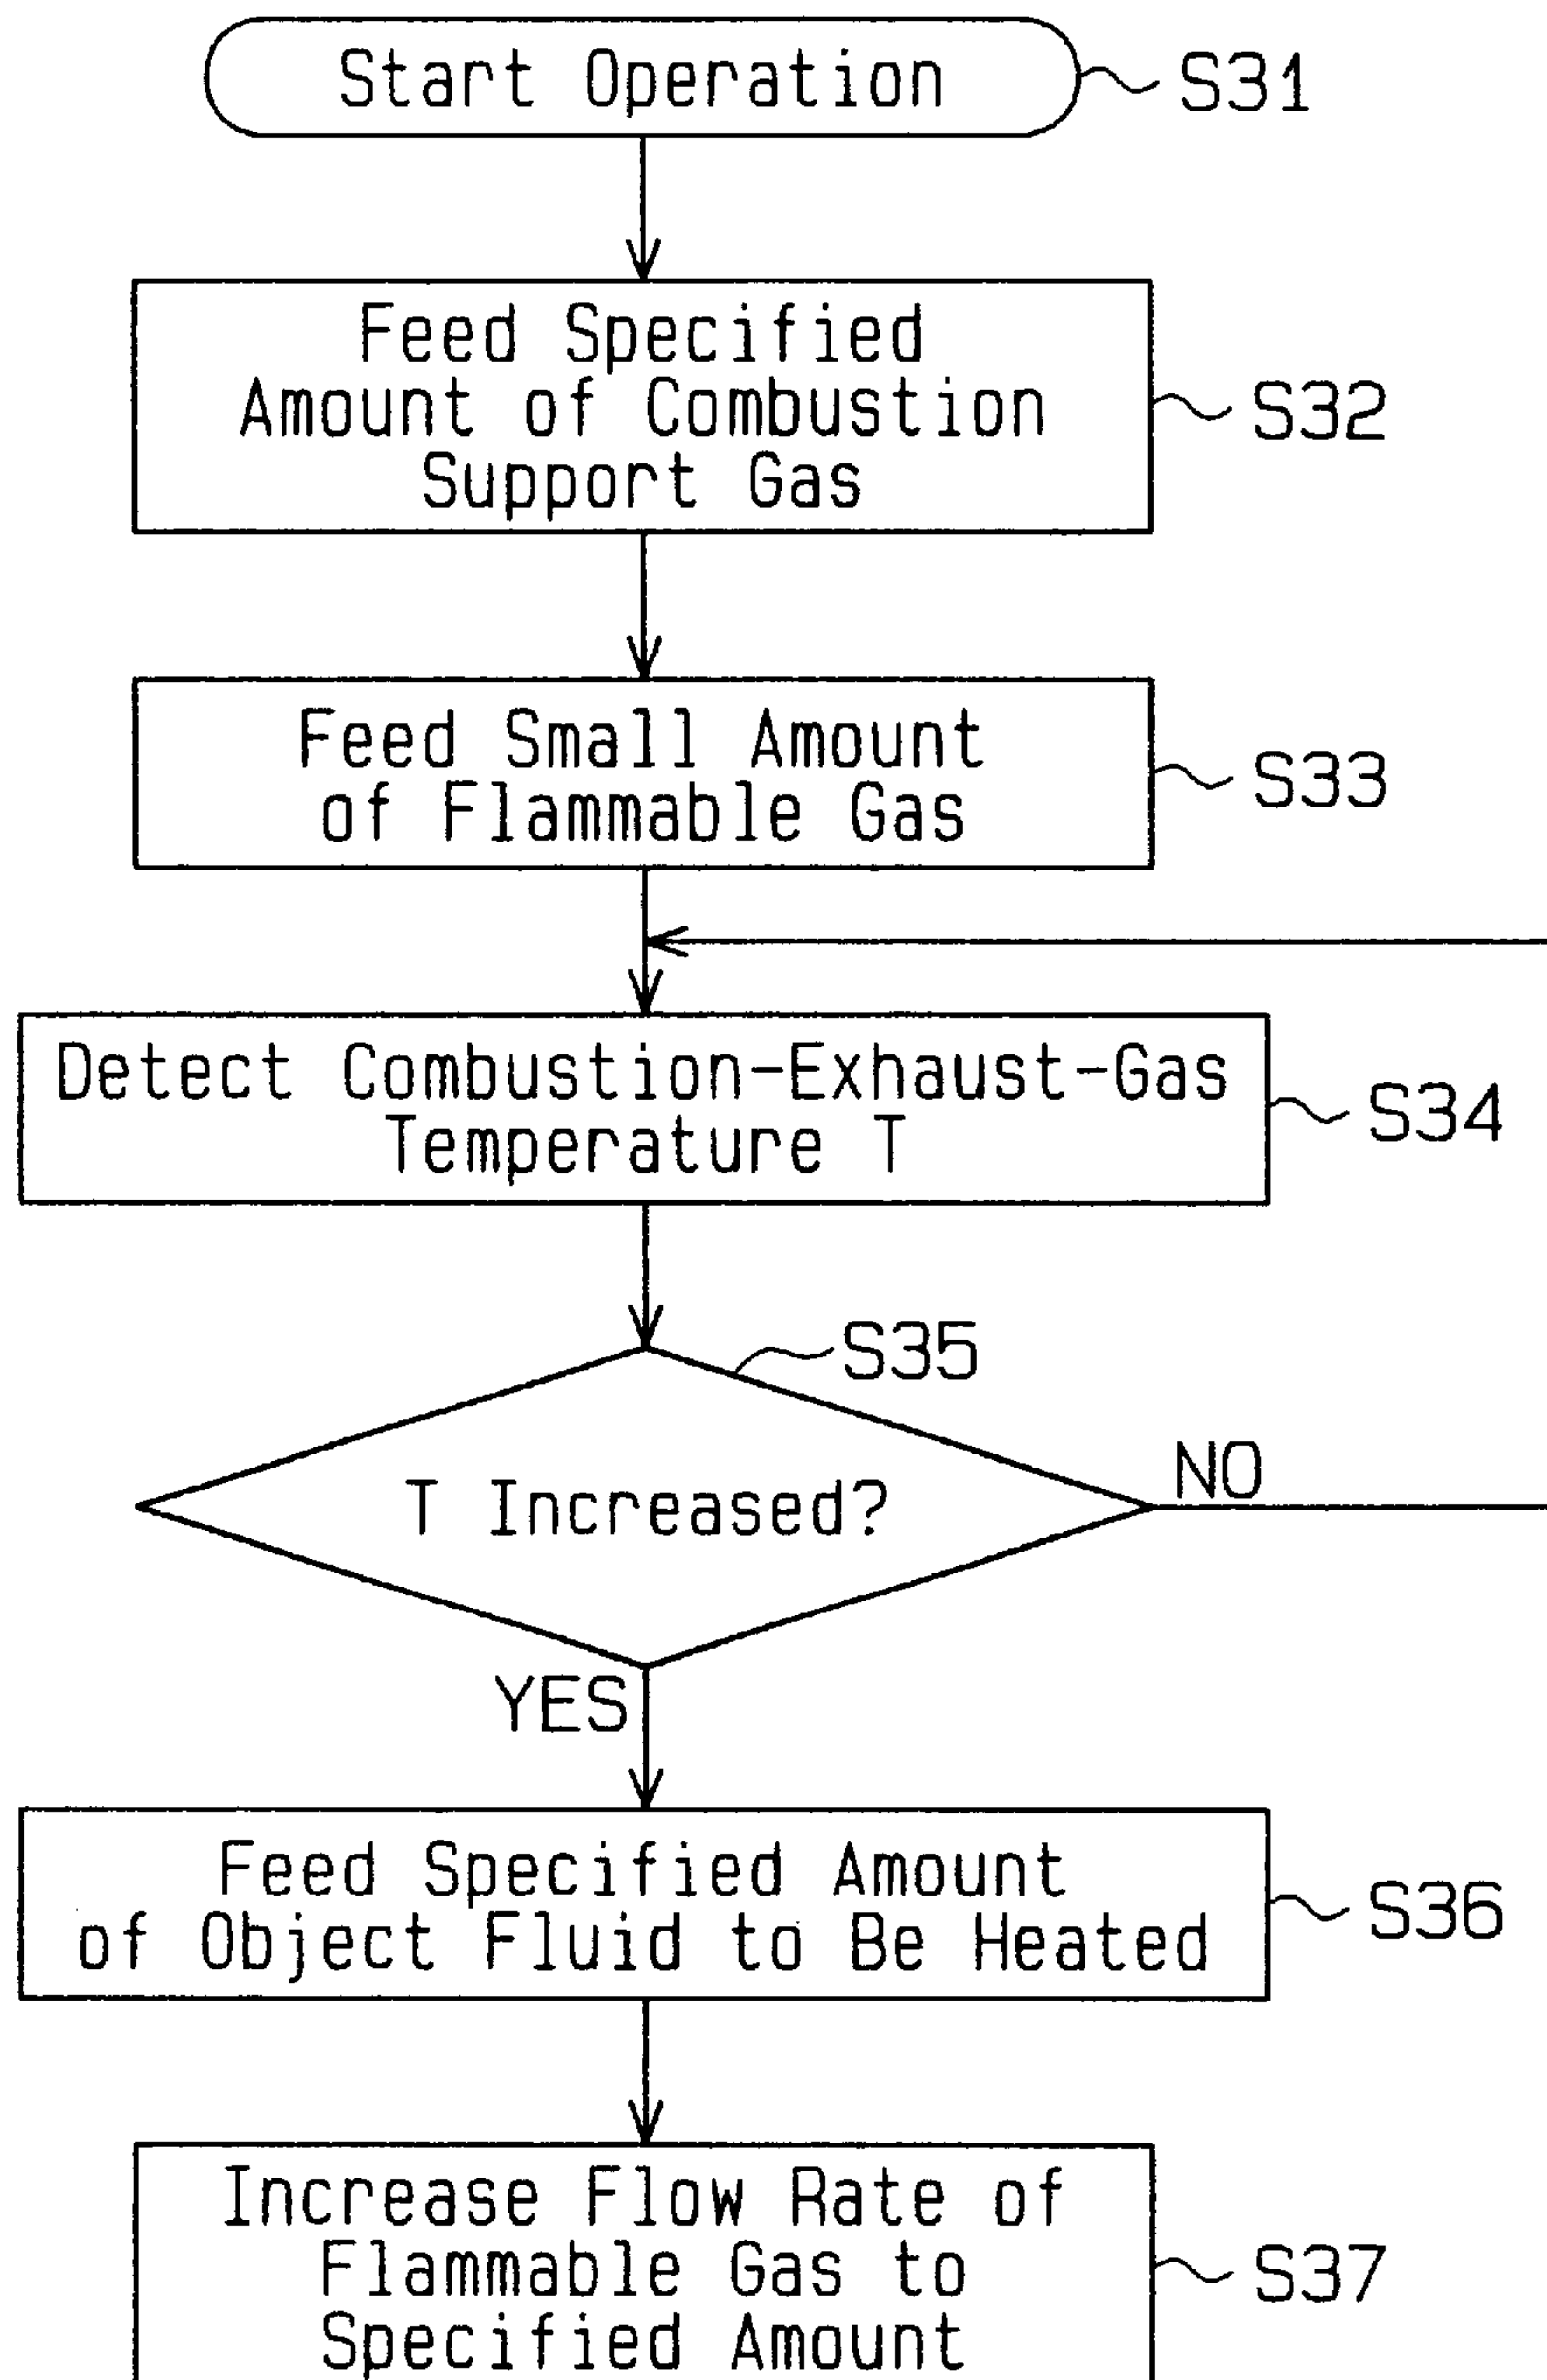 Start Operation
S31
Feed Specified
Amount of Combustion
Support Gas
S32
Feed Small Amount
of Flammable Gas
S33
Detect Combustion-Exhaust-Gas
Temperature T
S34
S35
T Increased?
NO
YES
Feed Specified Amount
of Object Fluid to Be Heated
S36
Increase Flow Rate of
Flammable Gas to
Specified Amount
S37